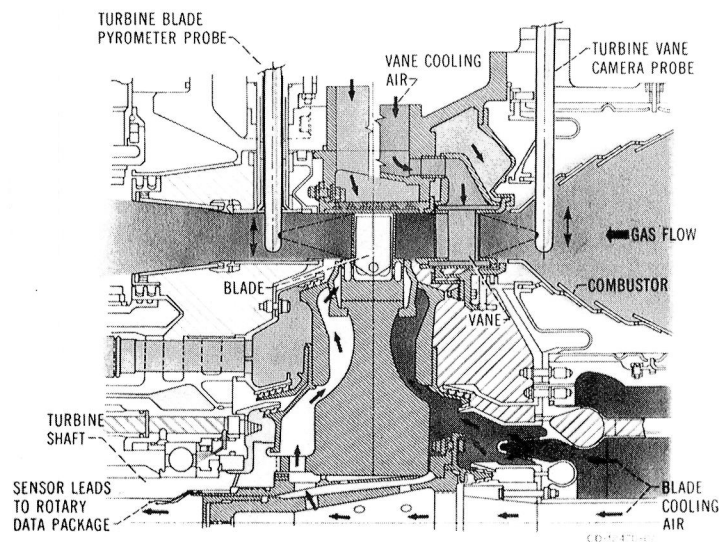 TURBINE BLADE
PYROMETER PROBE
VANE COOLING
AIR
TURBINE VANE
CAMERA PROBE
GAS FLOW
BLADE
COMBUSTOR
VANE
TURBINE
SHAFT
SENSOR LEADS
TO ROTARY
DATA PACKAGE
BLADE
COOLING
AIR